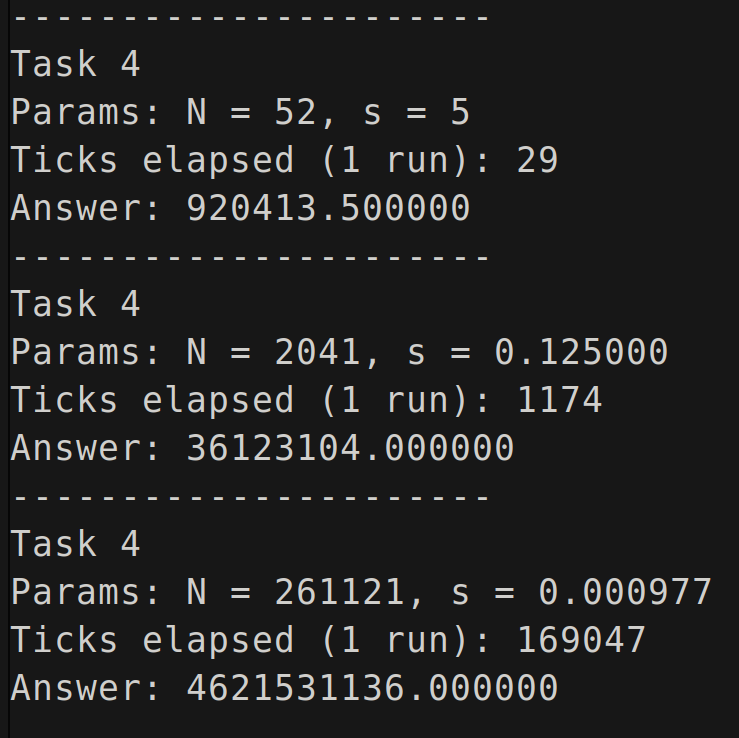 ----------------------
Task 4
Params: N = 52, s = 5
Ticks elapsed (1 run): 29
Answer: 920413.500000
----------------------
Task 4
Params: N = 2041, s = 0.125000
Ticks elapsed (1 run): 1174
Answer: 36123104.000000
----------------------
Task 4
Params: N = 261121, s = 0.000977
Ticks elapsed (1 run): 169047
Answer: 4621531136.000000